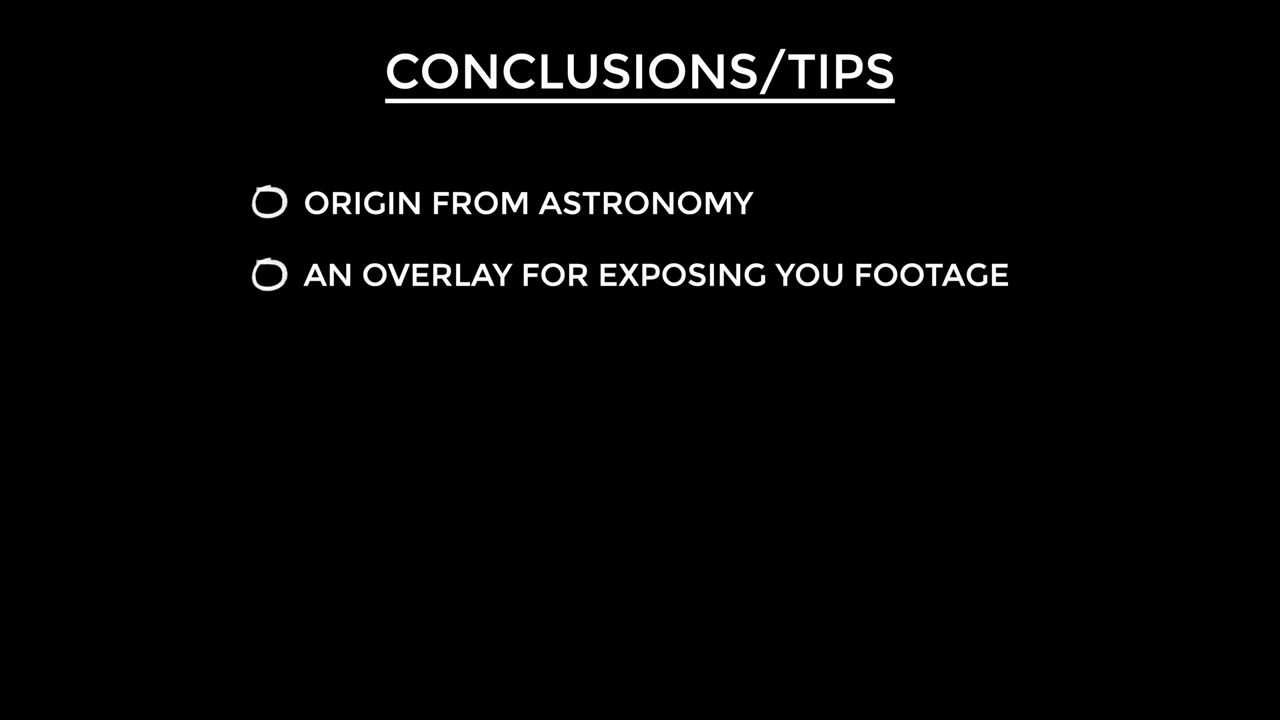 CONCLUSIONS/TIPS
ORIGIN FROM ASTRONOMY
AN OVERLAY FOR EXPOSING YOU FOOTAGE